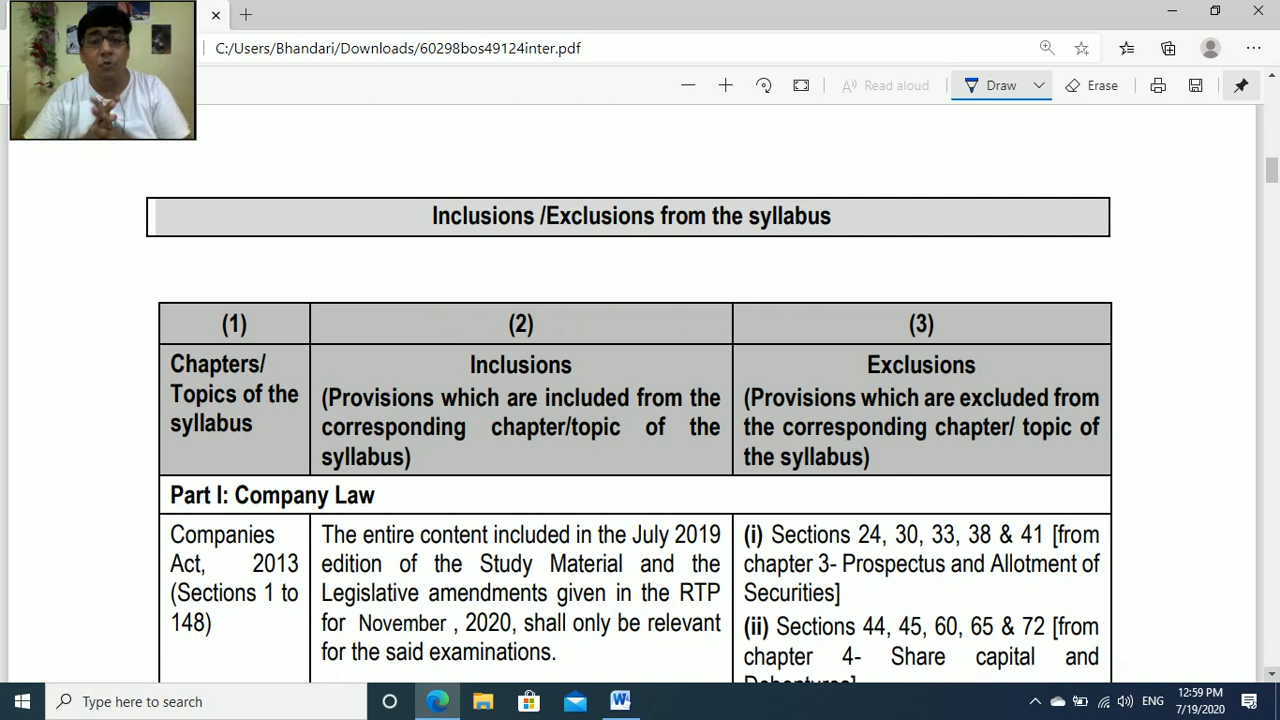 C:/Users/Bhandari/Downloads/60298bos49124inter.pdf
Read aloud
Draw
Erase
Inclusions /Exclusions from the syllabus
(1)
(2)
(3)
Chapters/
Topics of the
syllabus
Inclusions
(Provisions which are included from the
corresponding chapter/topic of the
syllabus)
Exclusions
(Provisions which are excluded from
the corresponding chapter/ topic of
the syllabus)
Part I: Company Law
Companies
Act, 2013
(Sections 1 to
148)
The entire content included in the July 2019
edition of the Study Material and the
Legislative amendments given in the RTP
for November , 2020, shall only be relevant
for the said examinations.
(i) Sections 24, 30, 33, 38 & 41 [from
chapter 3- Prospectus and Allotment of
Securities]
(ii) Sections 44, 45, 60, 65 & 72 [from
chapter 4- Share capital and
Debentures]
Type here to search
ENG
12:59 PM
7/19/2020